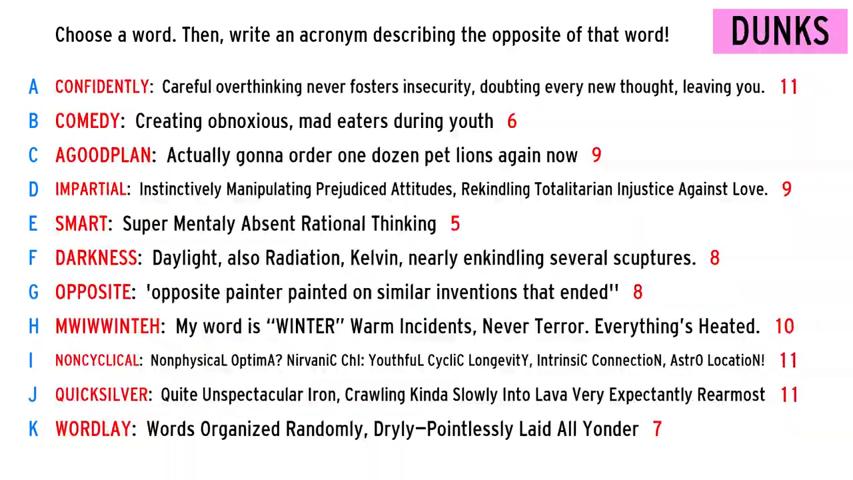 Choose a word. Then, write an acronym describing the opposite of that word!
DUNKS
A CONFIDENTLY: Careful overthinking never fosters insecurity, doubting every new thought, leaving you. 11
B COMEDY: Creating obnoxious, mad eaters during youth 6
C AGOODPLAN: Actually gonna order one dozen pet lions again now 9
D IMPARTIAL: Instinctively Manipulating Prejudiced Attitudes, Rekindling Totalitarian Injustice Against Love. 9
E SMART: Super Mentaly Absent Rational Thinking 5
F DARKNESS: Daylight, also Radiation, Kelvin, nearly enkindling several scuptures. 8
G OPPOSITE: 'opposite painter painted on similar inventions that ended" 8
H MWIWWINTEH: My word is “WINTER” Warm Incidents, Never Terror. Everything's Heated. 10
I NONCYCLICAL: NonphysicaL OptimA? NirvaniC ChI: YouthfuL CycliC LongevitY, IntrinsiC ConnectioN, AstrO LocatioN! 11
J QUICKSILVER: Quite Unspectacular Iron, Crawling Kinda Slowly Into Lava Very Expectantly Rearmost 11
K WORDLAY: Words Organized Randomly, Dryly—Pointlessly Laid All Yonder 7